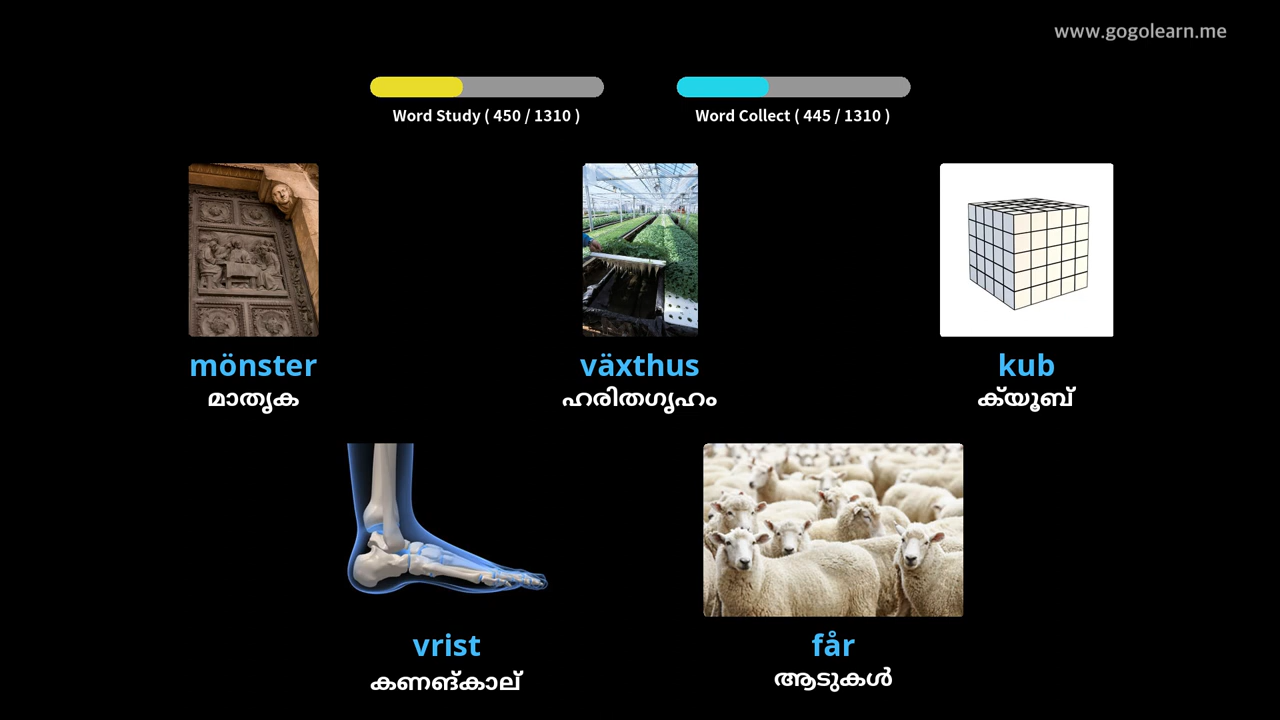 www.gogolearn.me
Word Study ( 450 / 1310 )
Word Collect ( 445 / 1310 )
mönster
മാതൃക
växthus
ഹരിതഗൃഹം
kub
ക്യൂബ്
vrist
കണങ്കാല്
får
ആടുകൾ